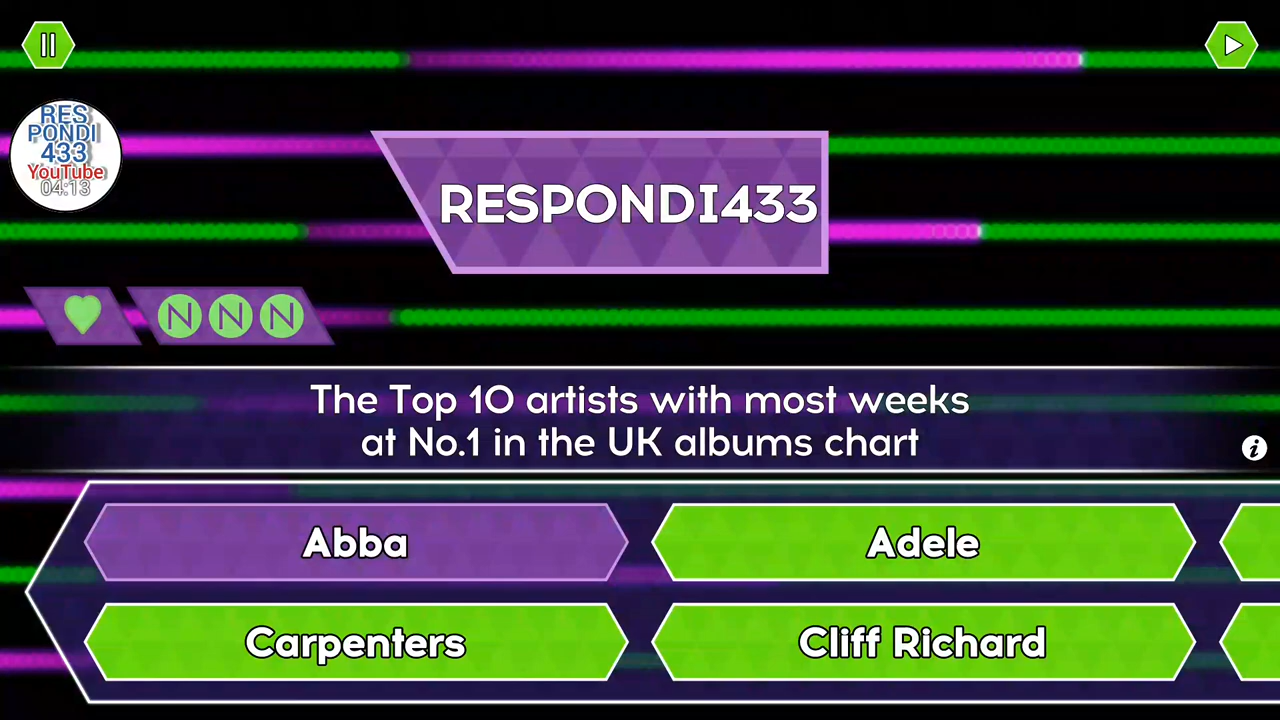 RES
PONDI
433
YouTube
04:13
RESPONDI433
N N N
The Top 10 artists with most weeks
at No.1 in the UK albums chart
i
Abba
Adele
Carpenters
Cliff Richard